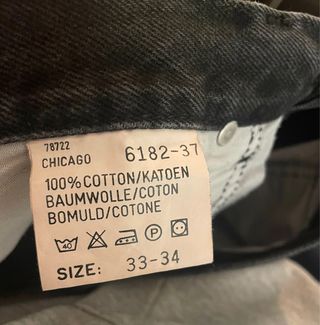 78722
CHICAGO 6182-37
100% COTTON/KATOEN
BAUMWOLLE/COTON
BOMULD/COTONE
40 P
SIZE: 33-34